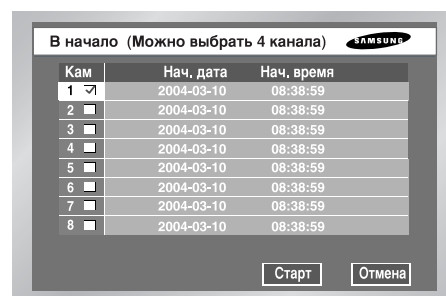 В начало (Можно выбрать 4 канала) SAMSUNG
Кам Нач, дата Нач, время
1 2004-03-10 08:38:59
2 2004-03-10 08:38:59
3 2004-03-10 08:38:59
4 2004-03-10 08:38:59
5 2004-03-10 08:38:59
6 2004-03-10 08:38:59
7 2004-03-10 08:38:59
8 2004-03-10 08:38:59
Старт Отмена